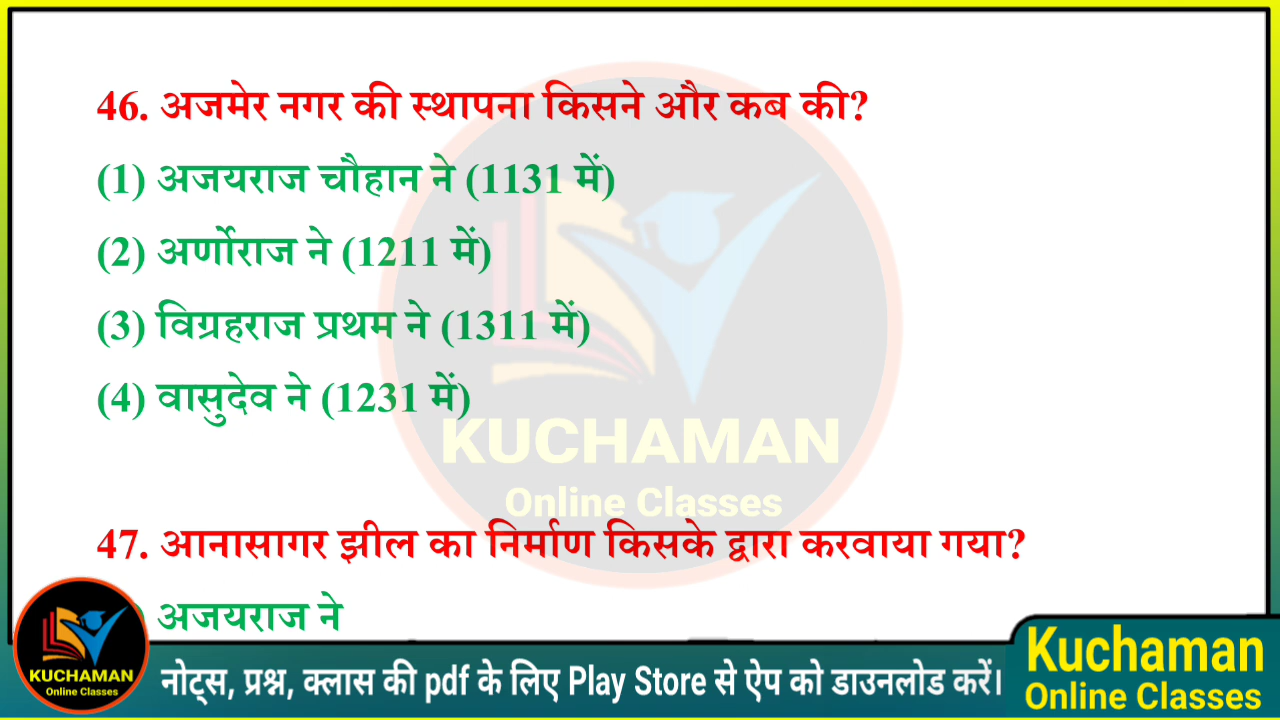 46. अजमेर नगर की स्थापना किसने और कब की?
(1) अजयराज चौहान ने (1131 में)
(2) अर्णोराज ने (1211 में)
(3) विग्रहराज प्रथम ने (1311 में)
(4) वासुदेव ने (1231 में)
KUCHAMAN
Online Classes
47. आनासागर झील का निर्माण किसके द्वारा करवाया गया?
) अजयराज ने
KUCHAMAN
Online Classes
नोट्स, प्रश्न, क्लास की pdf के लिए Play Store से ऐप को डाउनलोड करें।
Kuchaman
Online Classes